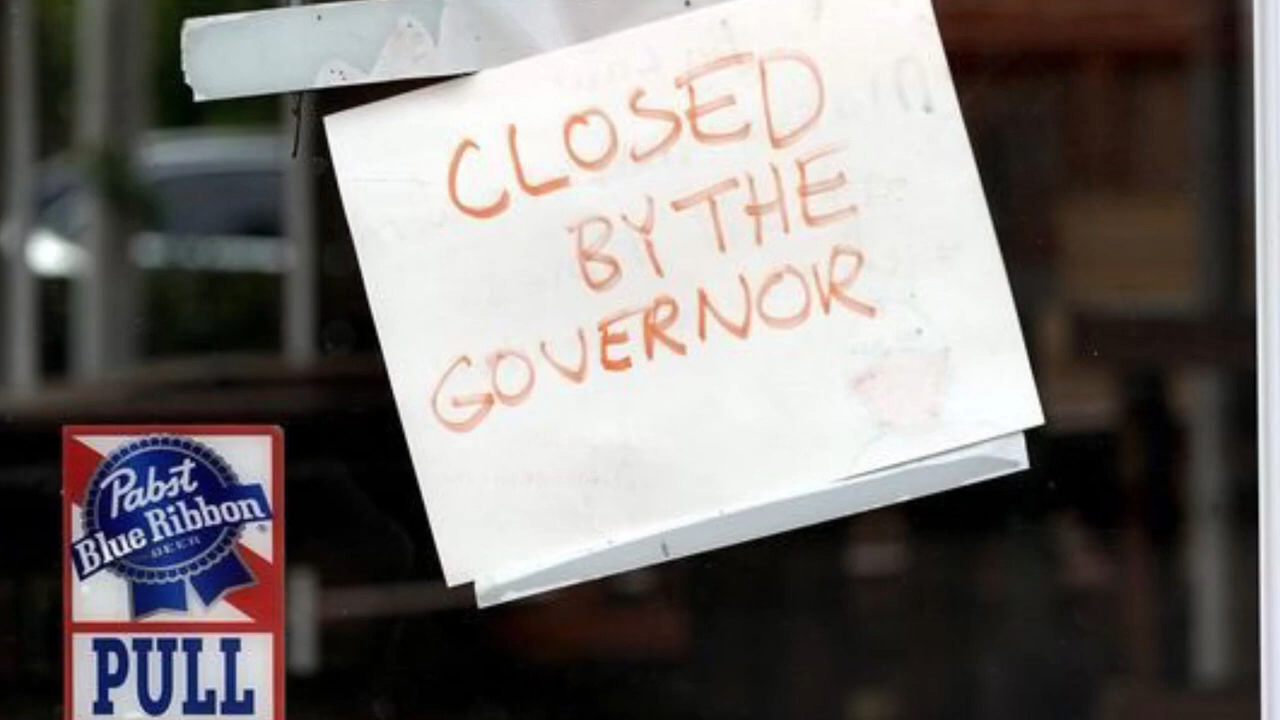 CLOSED
BY THE
GOVERNOR
Pabst
Blue Ribbon
BEER
PULL